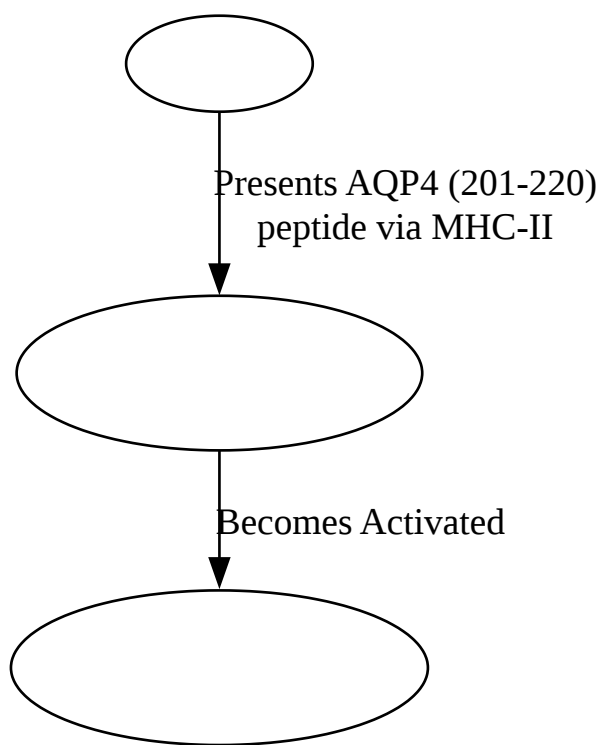 Presents AQP4 (201-220)
peptide via MHC-II
Becomes Activated